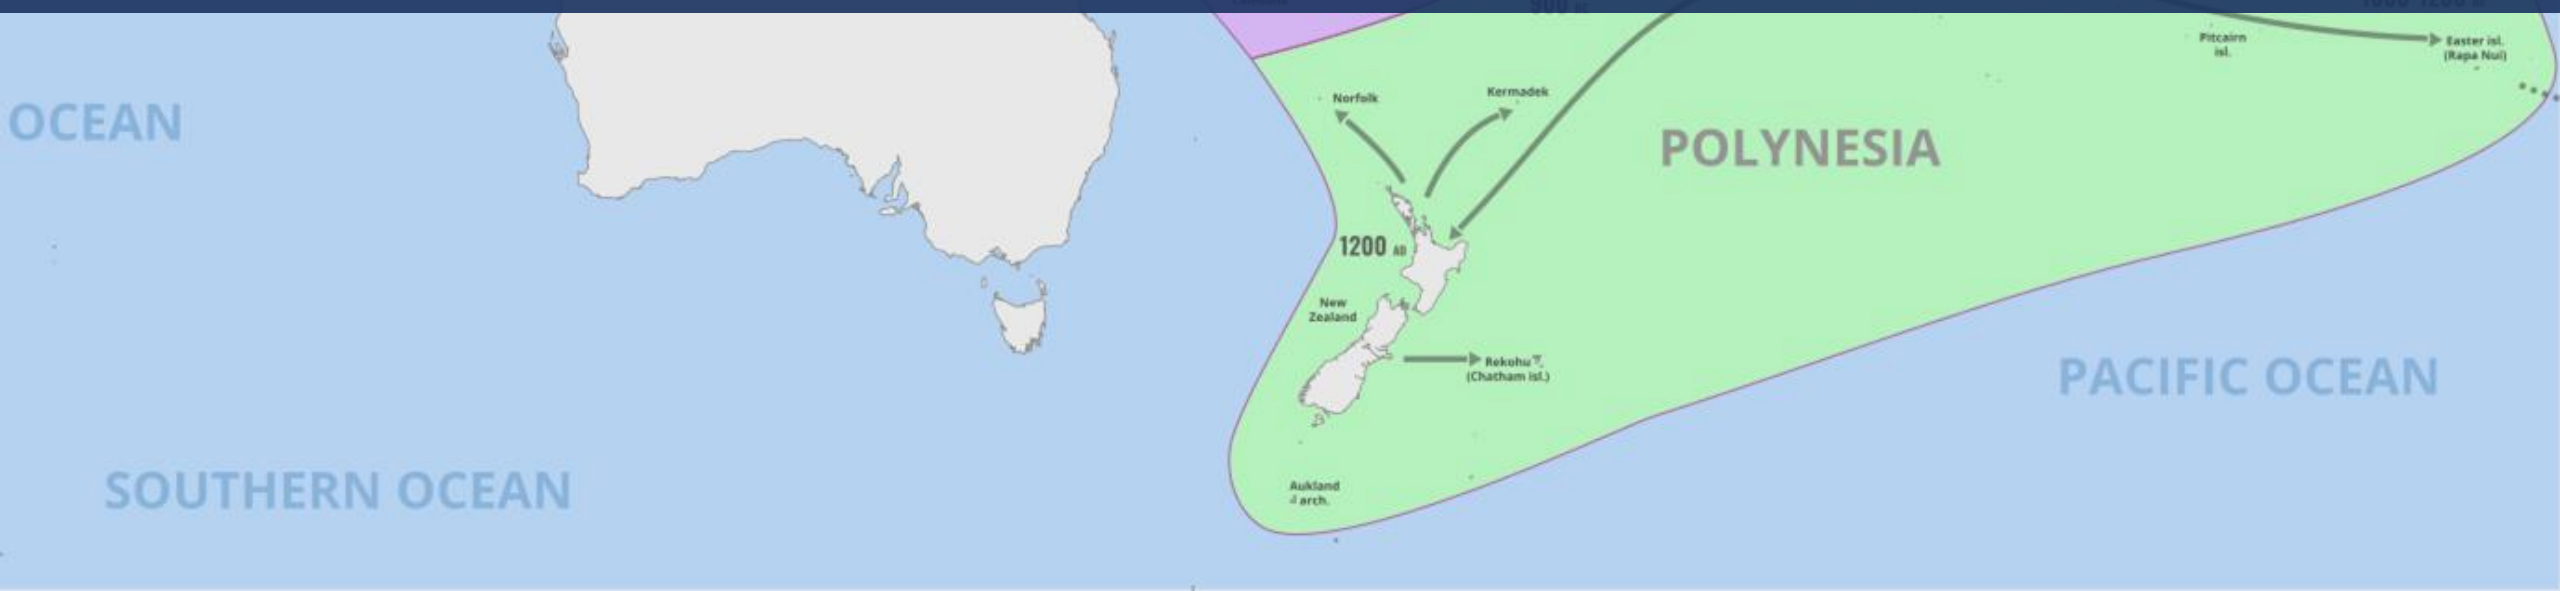 Pitcairn
isl.
Easter isl.
(Rapa Nui)
Norfolk
Kermadek
OCEAN
POLYNESIA
1200 AD
New
Zealand
Rekohu
(Chatham isl.)
PACIFIC OCEAN
SOUTHERN OCEAN
Aukland
arch.